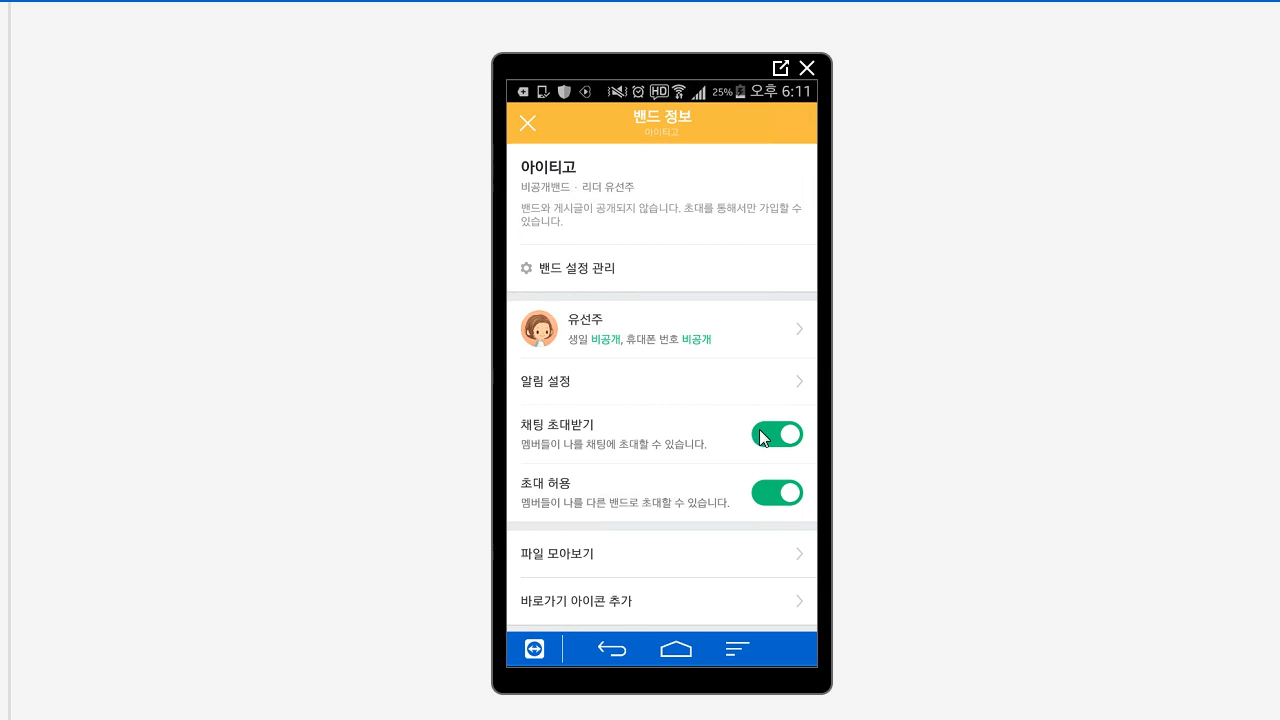 HD 25% 오후 6:11
밴드 정보
아이티고
아이티고
비공개밴드 · 리더 유선주
밴드와 게시글이 공개되지 않습니다. 초대를 통해서만 가입할 수
있습니다.
밴드 설정 관리
유선주
생일 비공개, 휴대폰 번호 비공개
알림 설정
채팅 초대받기
멤버들이 나를 채팅에 초대할 수 있습니다.
초대 허용
멤버들이 나를 다른 밴드로 초대할 수 있습니다.
파일 모아보기
바로가기 아이콘 추가